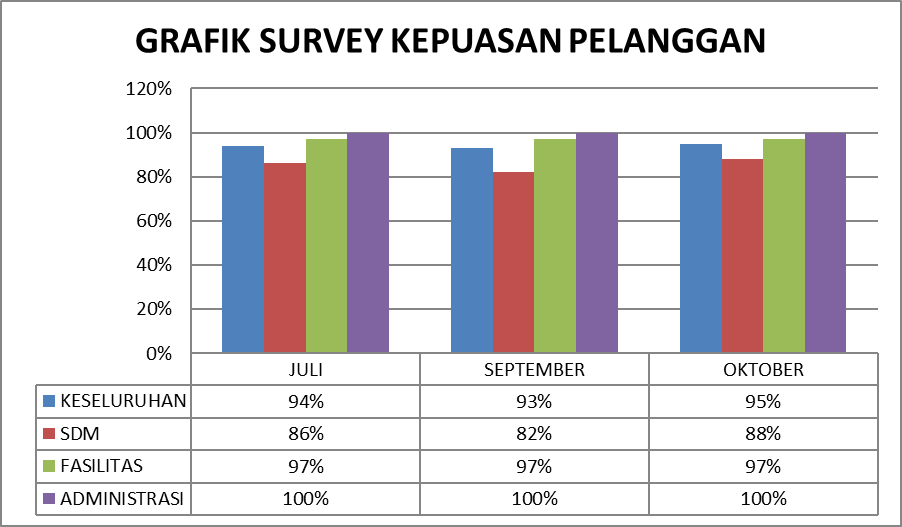 GRAFIK SURVEY KEPUASAN PELANGGAN
120%
100%
80%
60%
40%
20%
0%
JULI SEPTEMBER OKTOBER
KESELURUHAN 94% 93% 95%
SDM 86% 82% 88%
FASILITAS 97% 97% 97%
ADMINISTRASI 100% 100% 100%